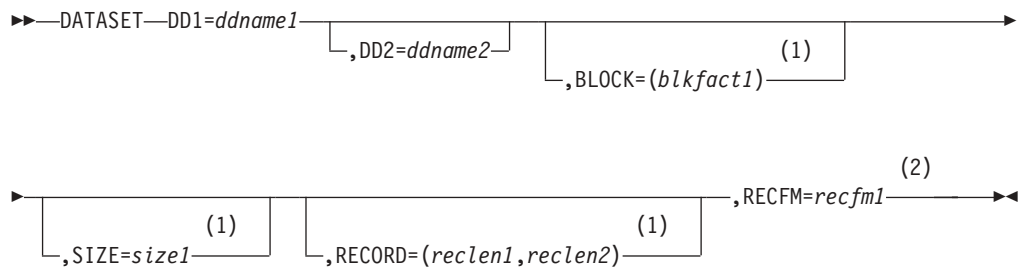 DATASET DD1=ddname1 ,RECFM=recfm1
,DD2=ddname2
(1)
,BLOCK=(blkfact1)
(2)
(1)
,SIZE=size1
(1)
,RECORD=(reclen1,reclen2)